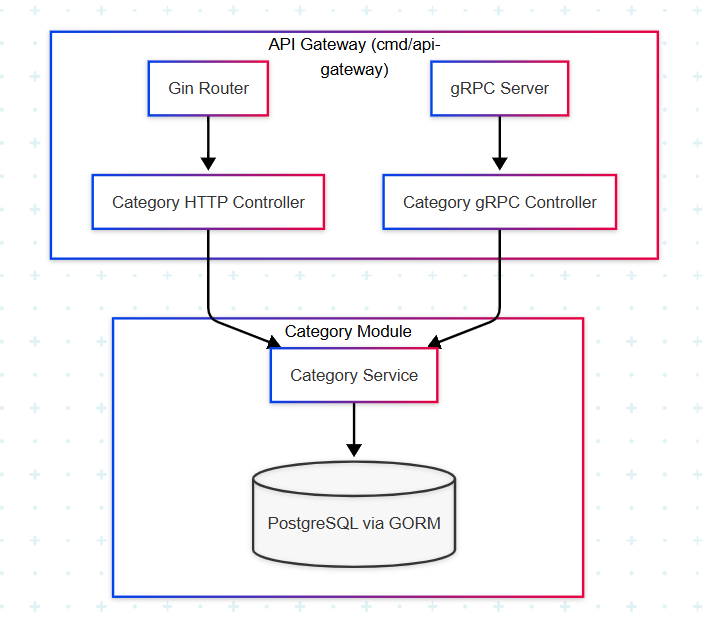 API Gateway (cmd/api-
gateway)
Gin Router
gRPC Server
Category HTTP Controller
Category gRPC Controller
Category Module
Category Service
PostgreSQL via GORM